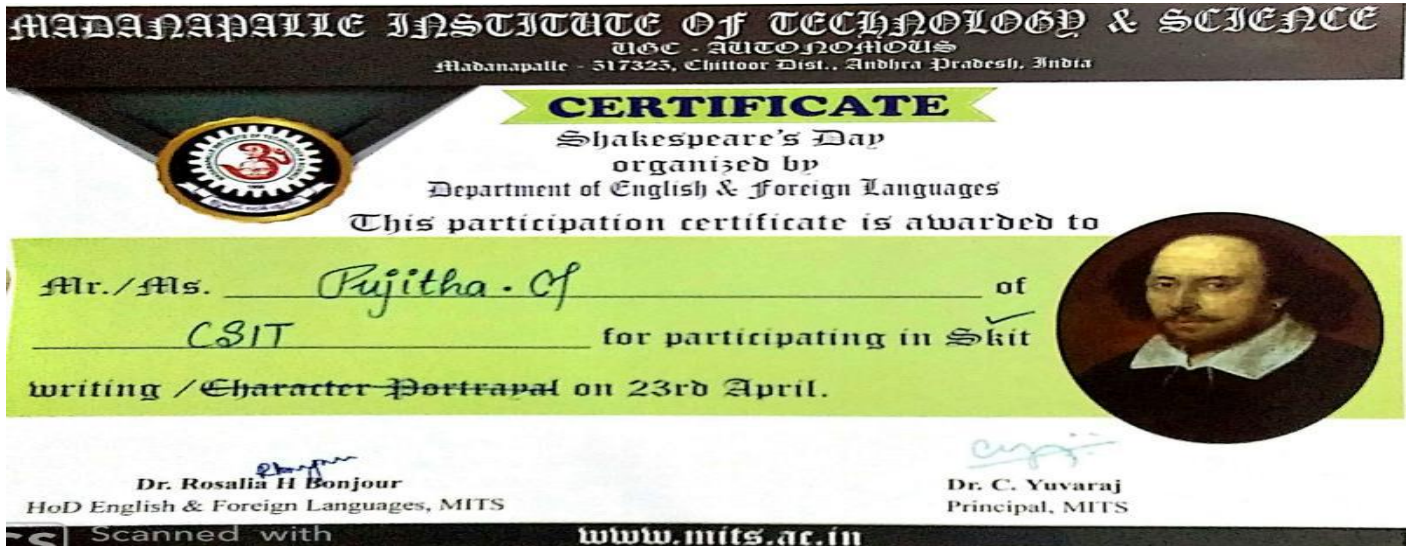 MADANAPALLE INSTITUTE OF TECHNOLOGY & SCIENCE
UGC - AUTONOMOUS
Madanapalle - 517325, Chittoor Dist., Andhra Pradesh, India
CERTIFICATE
Shakespeare's Day
organized by
Department of English & Foreign Languages
This participation certificate is awarded to
Mr./Ms. Pujitha. G of
CSIT for participating in Skit
writing / Character Portrayal on 23rd April.
Dr. Rosalia H Bonjour
HoD English & Foreign Languages, MITS
Dr. C. Yuvaraj
Principal, MITS
CS Scanned with
www.mits.ac.in